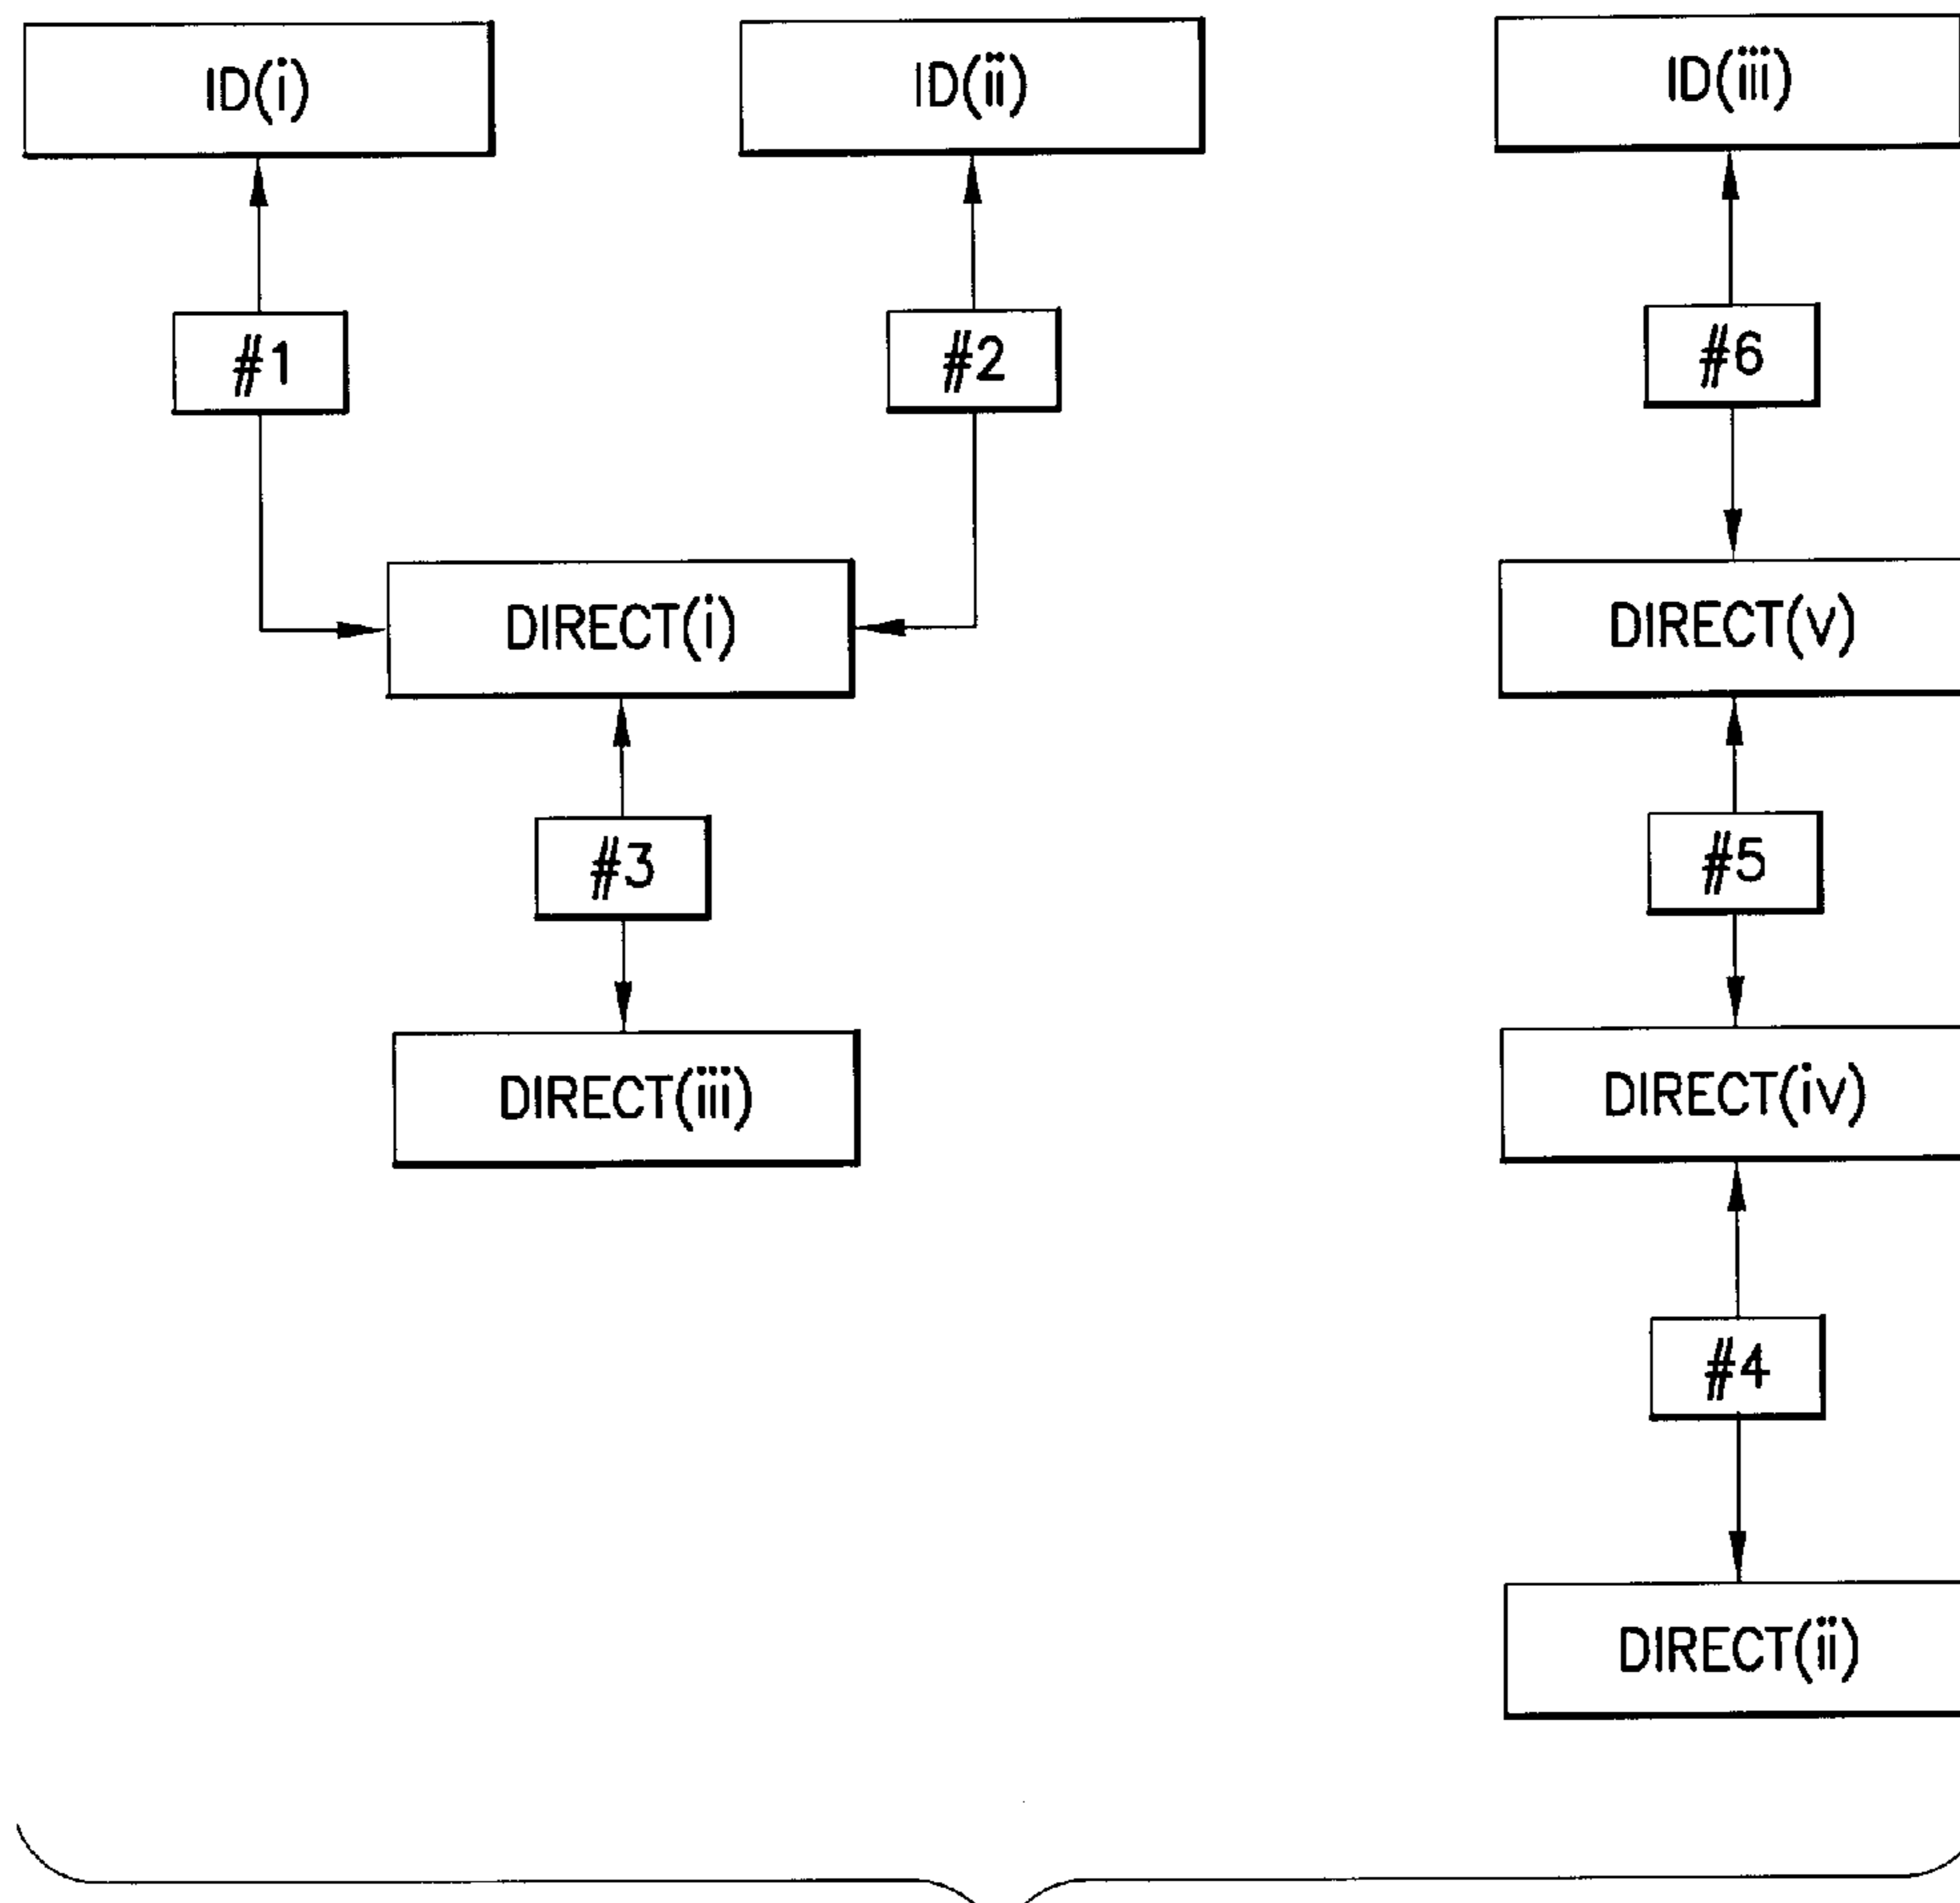 ID(i)
ID(ii)
ID(iii)
#1
#2
#6
DIRECT(i)
DIRECT(v)
#3
#5
DIRECT(iii)
DIRECT(iv)
#4
DIRECT(ii)